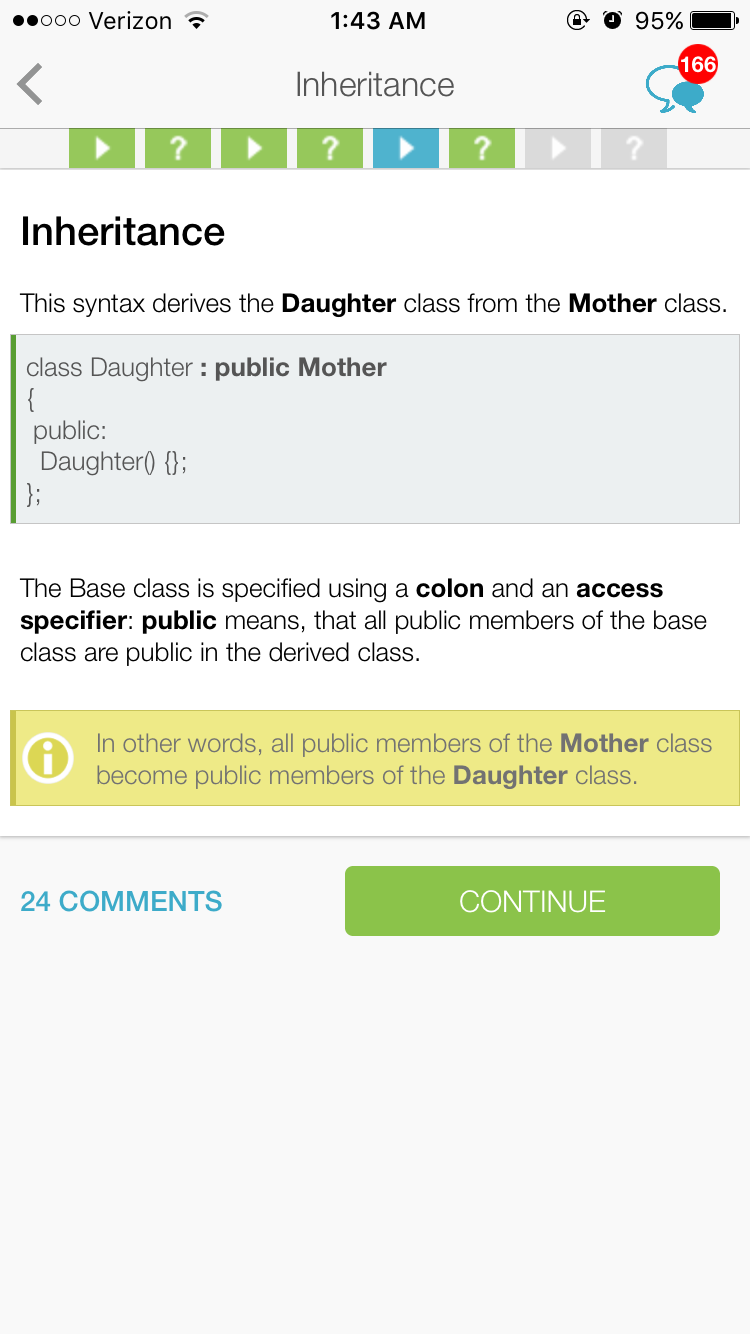 Verizon 1:43 AM 95%
Inheritance 166
? ? ? ?
Inheritance
This syntax derives the Daughter class from the Mother class.
class Daughter : public Mother
{
public:
Daughter() {};
};
The Base class is specified using a colon and an access
specifier: public means, that all public members of the base
class are public in the derived class.
In other words, all public members of the Mother class
become public members of the Daughter class.
24 COMMENTS CONTINUE